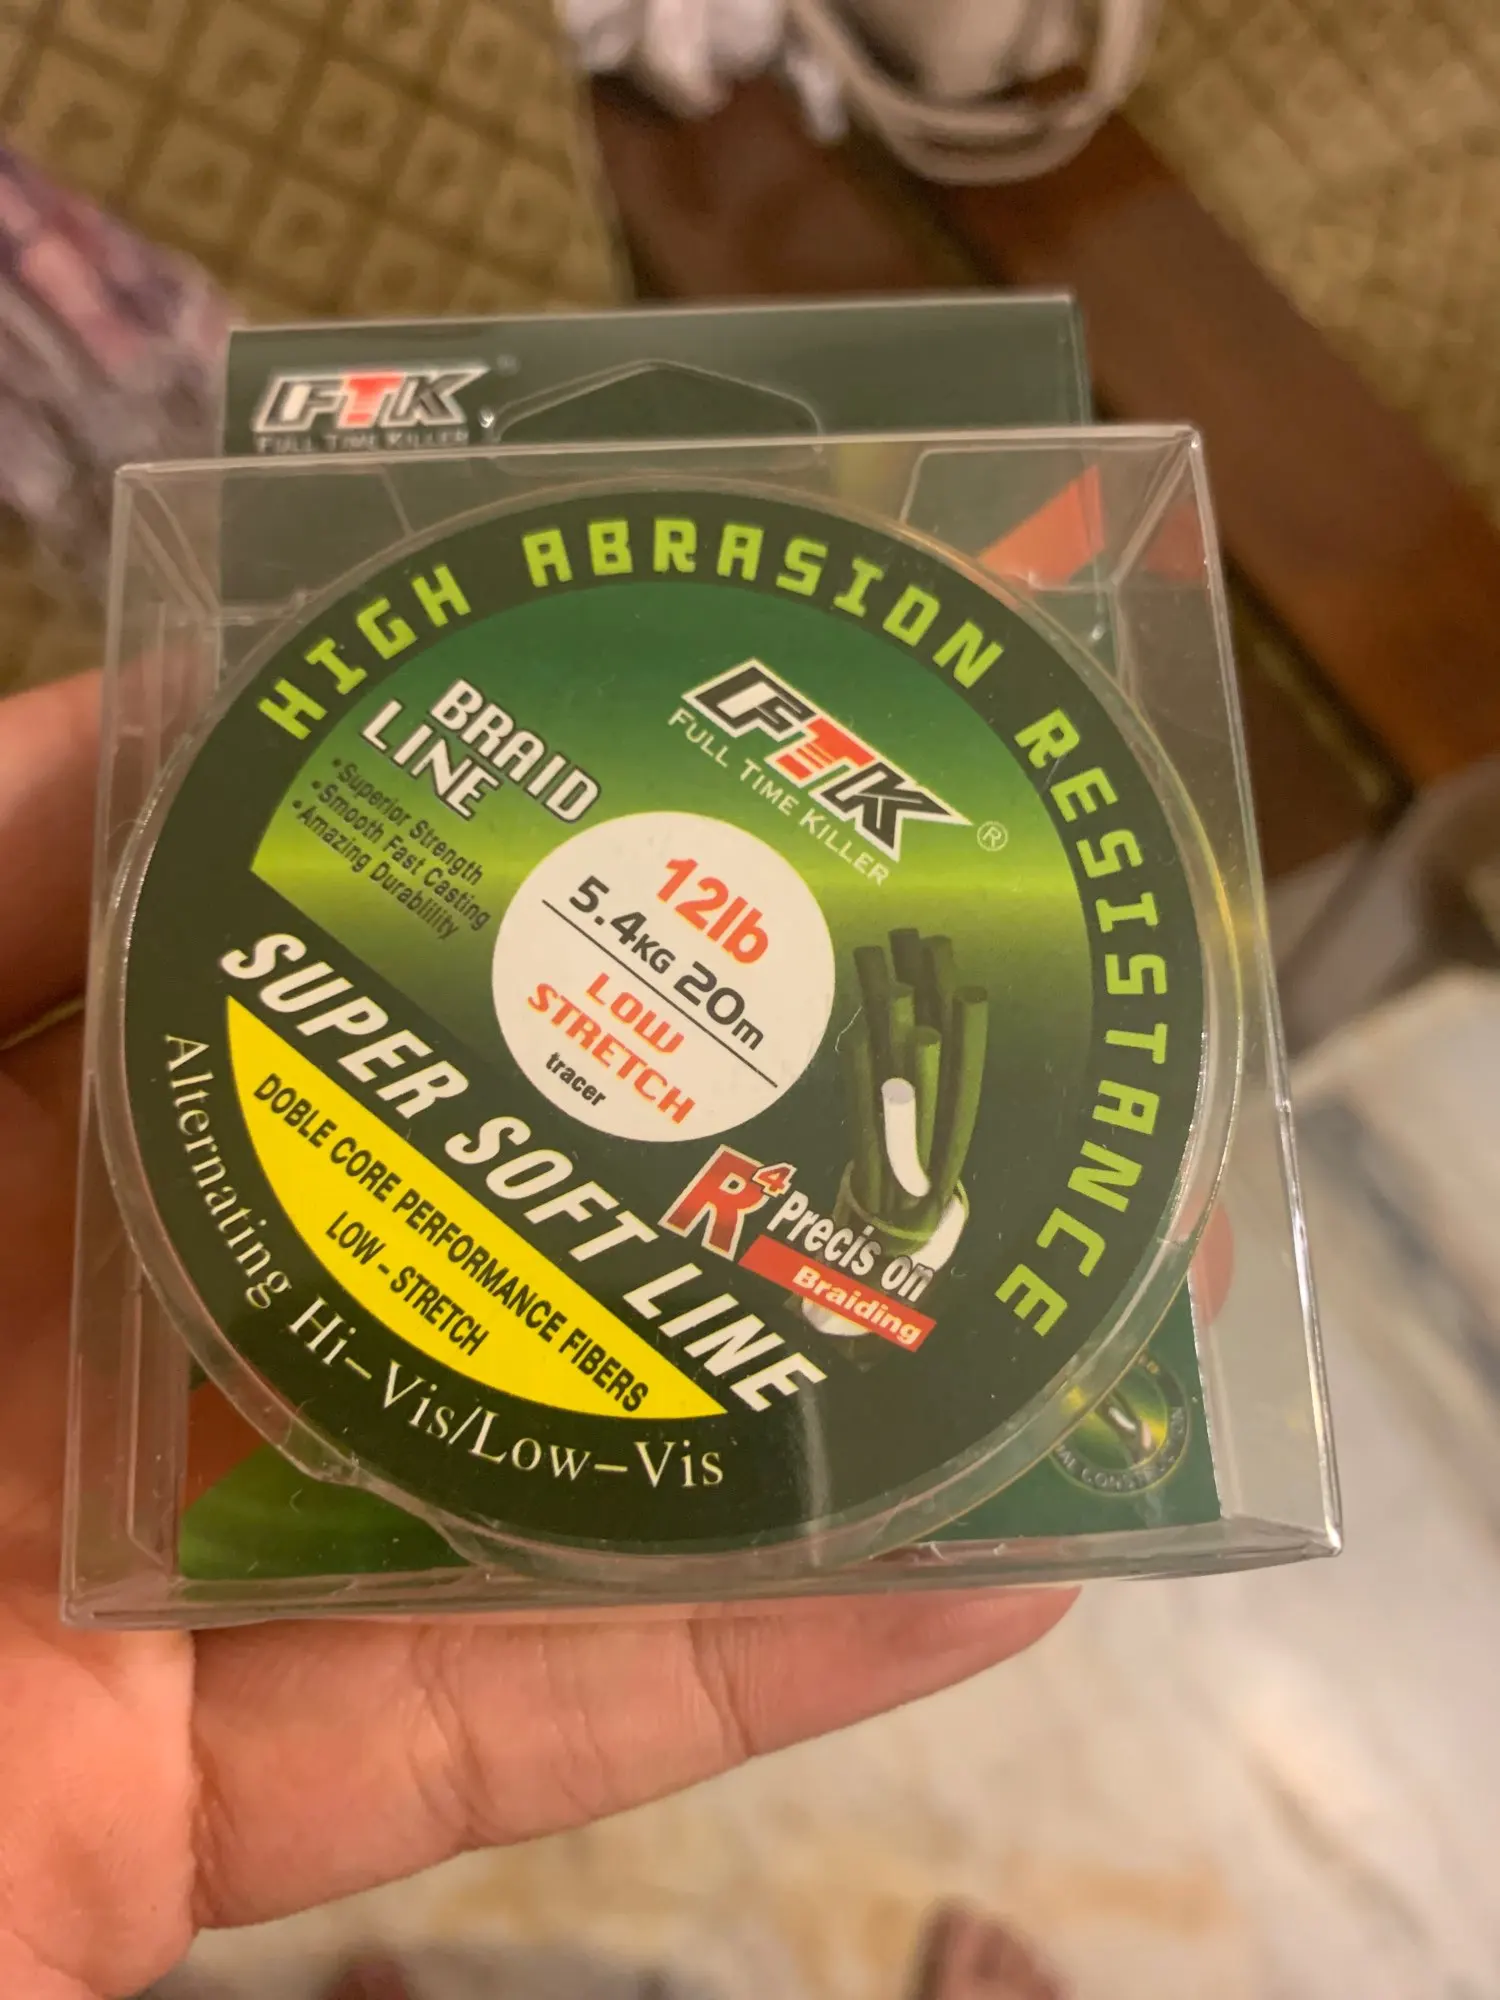 FTK
FULL TIME KILLER
HIGH ABRASION RESISTANCE
BRAID
LINE
•Superior Strength
•Smooth Fast Casting
•Amazing Durablility
FTK®
FULL TIME KILLER
12lb
5.4KG 20m
LOW
STRETCH
tracer
SUPER SOFT LINE
R4 Precis on
Braiding
DOBLE CORE PERFORMANCE FIBERS
LOW-STRETCH
Alternating Hi-Vis/Low-Vis